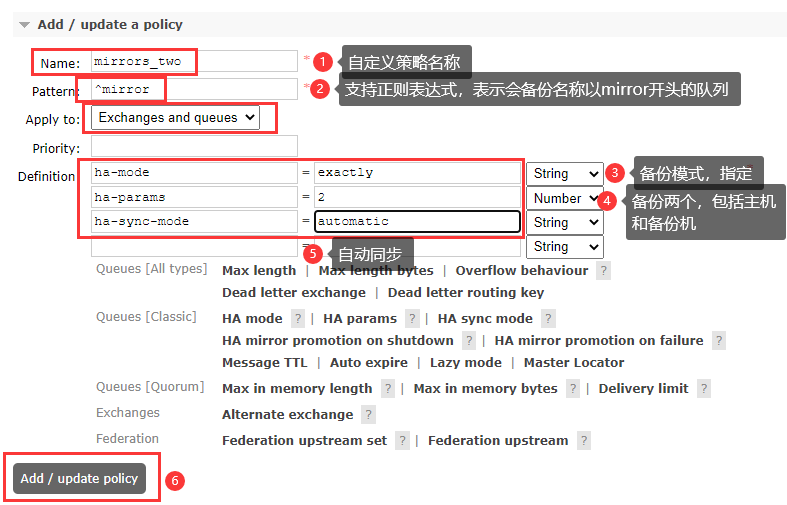 Add / update a policy
Name: mirrors_two * 1 自定义策略名称
Pattern: ^mirror * 2 支持正则表达式，表示会备份名称以mirror开头的队列
Apply to: Exchanges and queues
Priority:
Definition ha-mode = exactly String 3 备份模式，指定
ha-params = 2 Number 4 备份两个，包括主机
和备份机
ha-sync-mode = automatic String
= String
5 自动同步
Queues [All types] Max length | Max length bytes | Overflow behaviour ?
Dead letter exchange | Dead letter routing key
Queues [Classic] HA mode ? | HA params ? | HA sync mode ?
HA mirror promotion on shutdown ? | HA mirror promotion on failure ?
Message TTL | Auto expire | Lazy mode | Master Locator
Queues [Quorum] Max in memory length ? | Max in memory bytes ? | Delivery limit ?
Exchanges Alternate exchange ?
Federation Federation upstream set ? | Federation upstream ?
Add / update policy 6